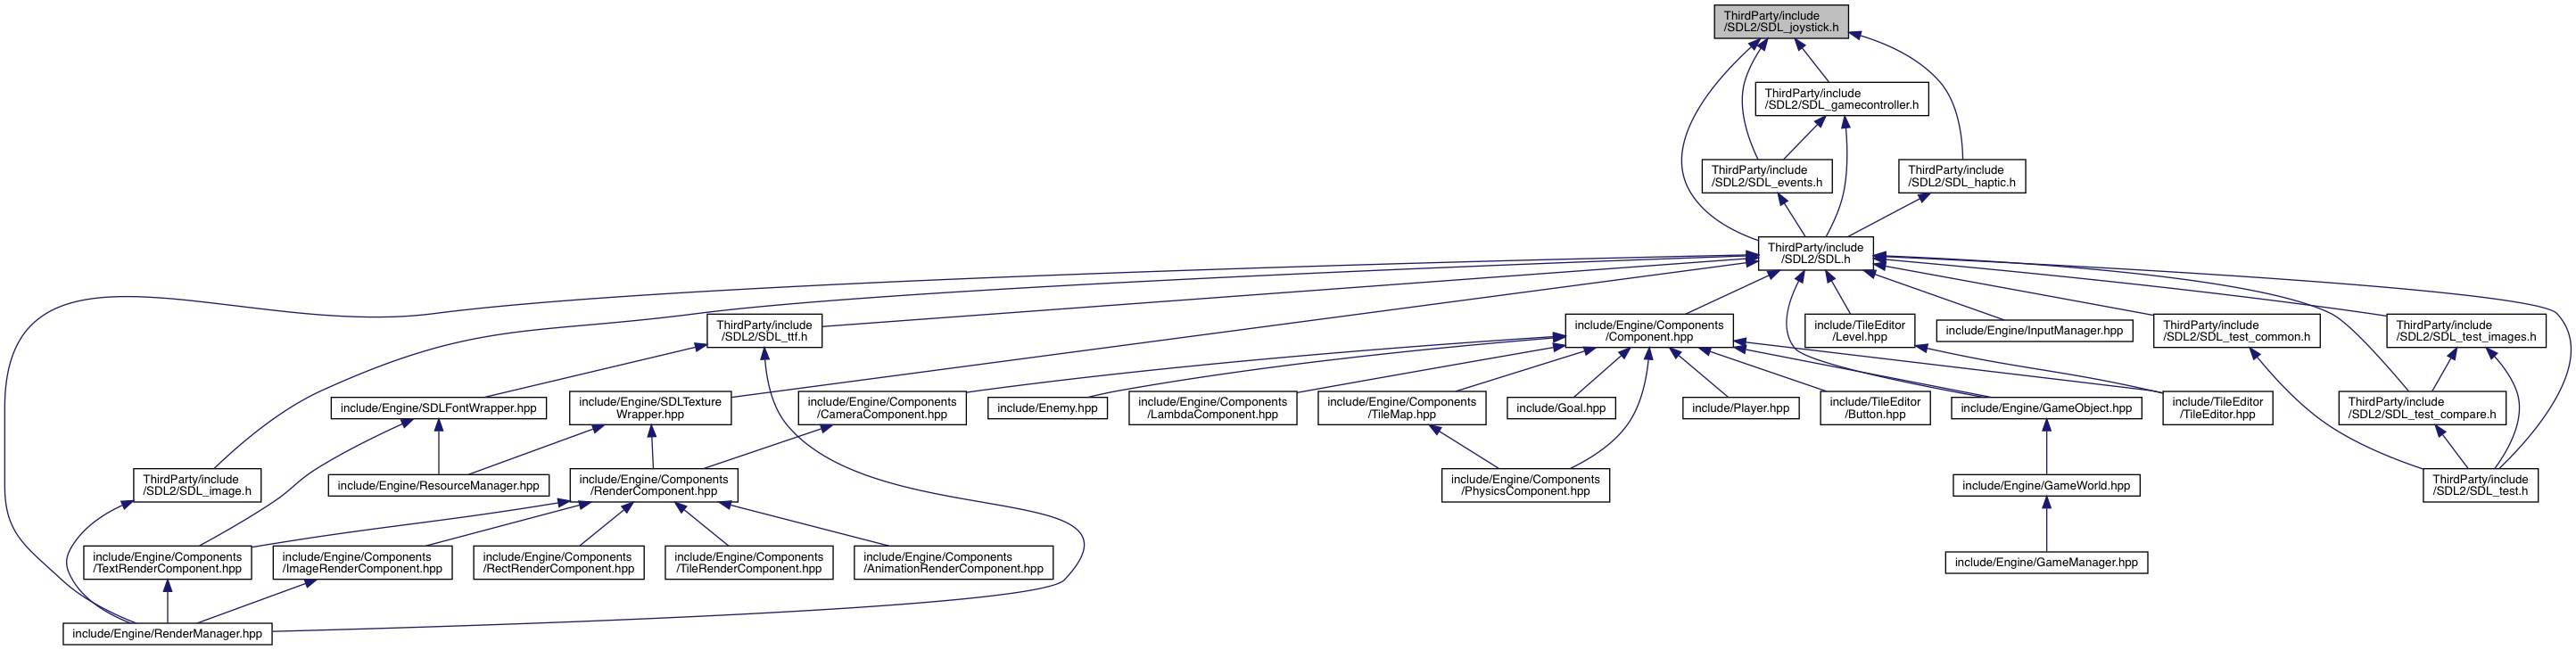 ThirdParty/include
/SDL2/SDL_joystick.h
ThirdParty/include
/SDL2/SDL_gamecontroller.h
ThirdParty/include
/SDL2/SDL_events.h
ThirdParty/include
/SDL2/SDL_haptic.h
ThirdParty/include
/SDL2/SDL.h
ThirdParty/include
/SDL2/SDL_ttf.h
include/Engine/Components
/Component.hpp
include/TileEditor
/Level.hpp
include/Engine/InputManager.hpp
ThirdParty/include
/SDL2/SDL_test_common.h
ThirdParty/include
/SDL2/SDL_test_images.h
include/Engine/SDLFontWrapper.hpp
include/Engine/SDLTexture
Wrapper.hpp
include/Engine/Components
/CameraComponent.hpp
include/Enemy.hpp
include/Engine/Components
/LambdaComponent.hpp
include/Engine/Components
/TileMap.hpp
include/Goal.hpp
include/Player.hpp
include/TileEditor
/Button.hpp
include/Engine/GameObject.hpp
include/TileEditor
/TileEditor.hpp
ThirdParty/include
/SDL2/SDL_test_compare.h
ThirdParty/include
/SDL2/SDL_image.h
include/Engine/ResourceManager.hpp
include/Engine/Components
/RenderComponent.hpp
include/Engine/Components
/PhysicsComponent.hpp
include/Engine/GameWorld.hpp
ThirdParty/include
/SDL2/SDL_test.h
include/Engine/Components
/TextRenderComponent.hpp
include/Engine/Components
/ImageRenderComponent.hpp
include/Engine/Components
/RectRenderComponent.hpp
include/Engine/Components
/TileRenderComponent.hpp
include/Engine/Components
/AnimationRenderComponent.hpp
include/Engine/GameManager.hpp
include/Engine/RenderManager.hpp